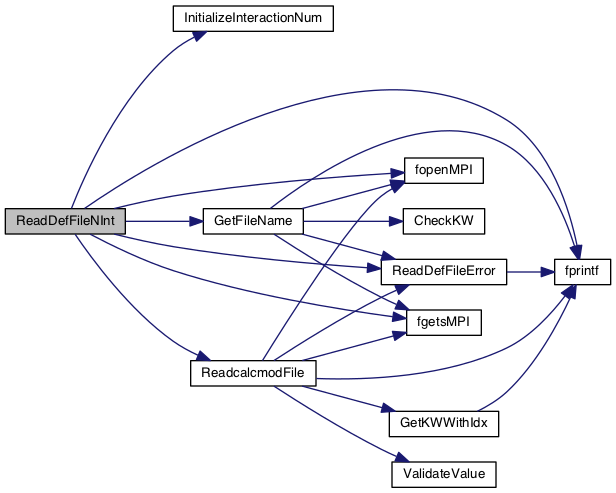 InitializeInteractionNum
fopenMPI
ReadDefFileNInt
GetFileName
CheckKW
ReadDefFileError
fprintf
fgetsMPI
ReadcalcmodFile
GetKWWithIdx
ValidateValue